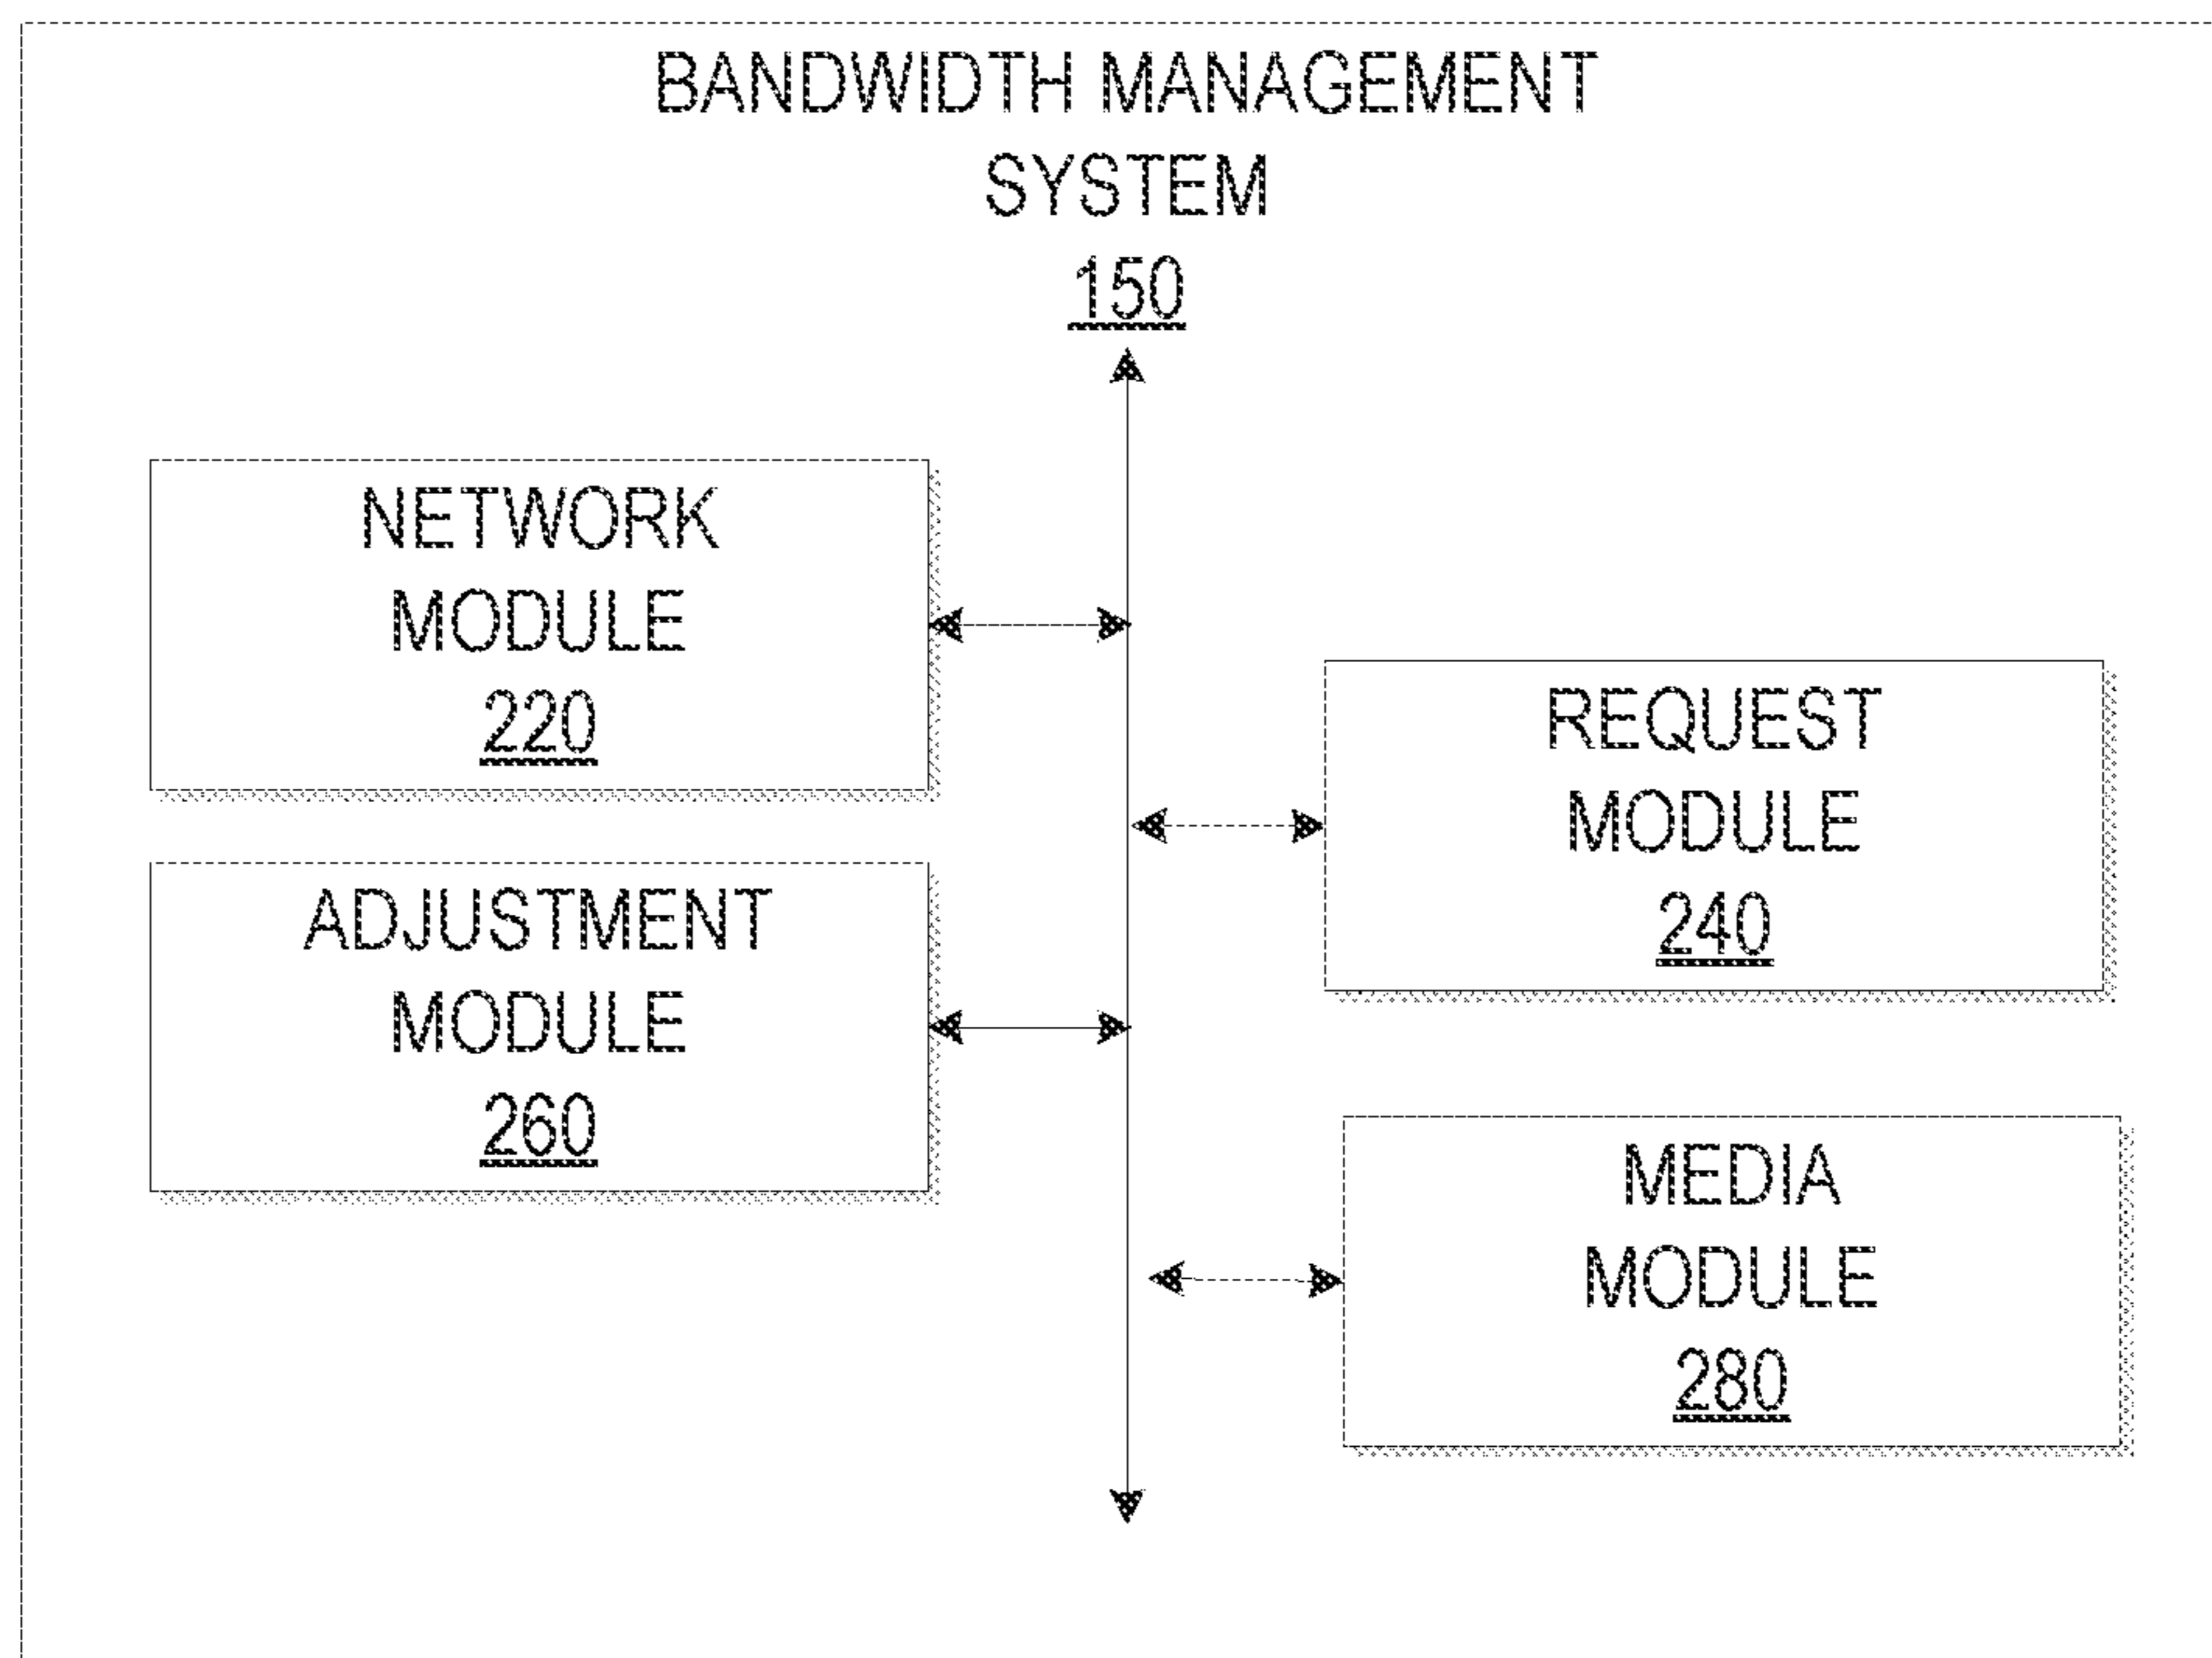 BANDWIDTH MANAGEMENT
SYSTEM
150
NETWORK
MODULE
220
REQUEST
MODULE
240
ADJUSTMENT
MODULE
260
MEDIA
MODULE
280